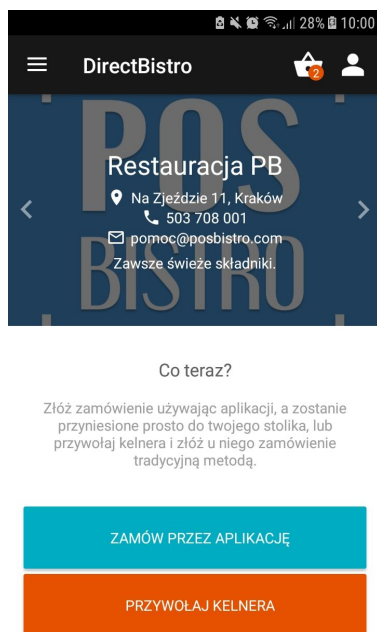 28% 10:00
DirectBistro
2
POS
Restauracja PB
Na Zjeździe 11, Kraków
503 708 001
pomoc@posbistro.com
Zawsze świeże składniki.
BISTRO
Co teraz?
Złóż zamówienie używając aplikacji, a zostanie
przyniesione prosto do twojego stolika, lub
przywołaj kelnera i złóż u niego zamówienie
tradycyjną metodą.
ZAMÓW PRZEZ APLIKACJĘ
PRZYWOŁAJ KELNERA